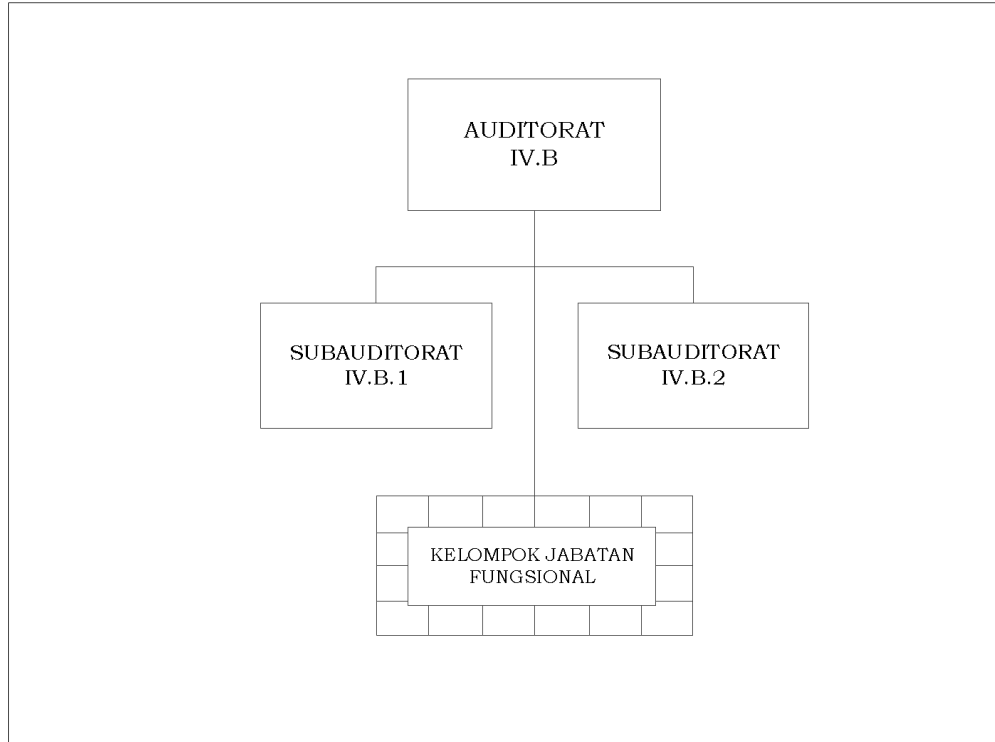 AUDITORAT
IV.B
SUBAUDITORAT
IV.B.1
SUBAUDITORAT
IV.B.2
KELOMPOK JABATAN
FUNGSIONAL